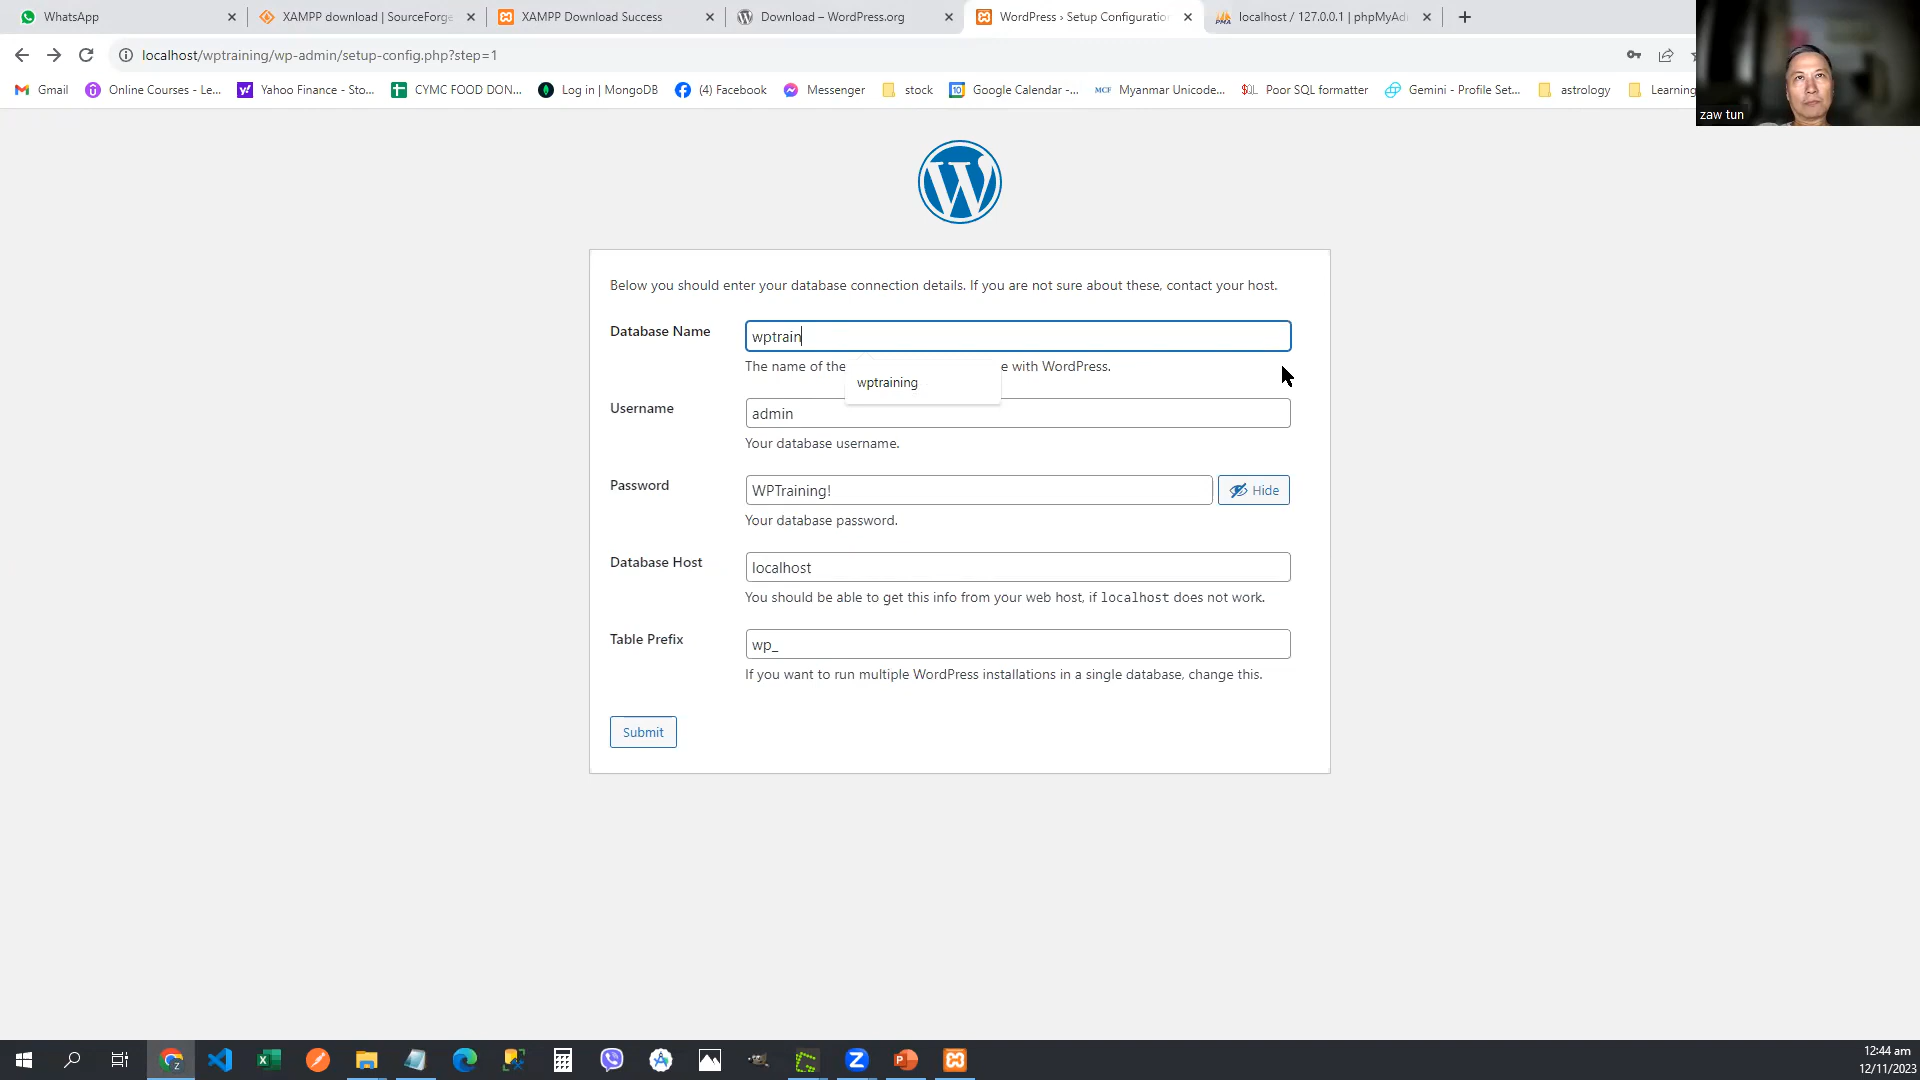 WhatsApp
XAMPP download | SourceForge
XAMPP Download Success
Download – WordPress.org
WordPress › Setup Configuration
localhost / 127.0.0.1 | phpMyAd
localhost/wptraining/wp-admin/setup-config.php?step=1
Gmail
Online Courses - Le...
Yahoo Finance - Sto...
CYMC FOOD DON...
Log in | MongoDB
(4) Facebook
Messenger
stock
Google Calendar -...
MCF Myanmar Unicode...
Poor SQL formatter
Gemini - Profile Set...
astrology
Learning
zaw tun
Below you should enter your database connection details. If you are not sure about these, contact your host.
Database Name
wptrain
The name of the
e with WordPress.
wptraining
Username
admin
Your database username.
Password
WPTraining!
Hide
Your database password.
Database Host
localhost
You should be able to get this info from your web host, if localhost does not work.
Table Prefix
wp_
If you want to run multiple WordPress installations in a single database, change this.
Submit
12:44 am
12/11/2023